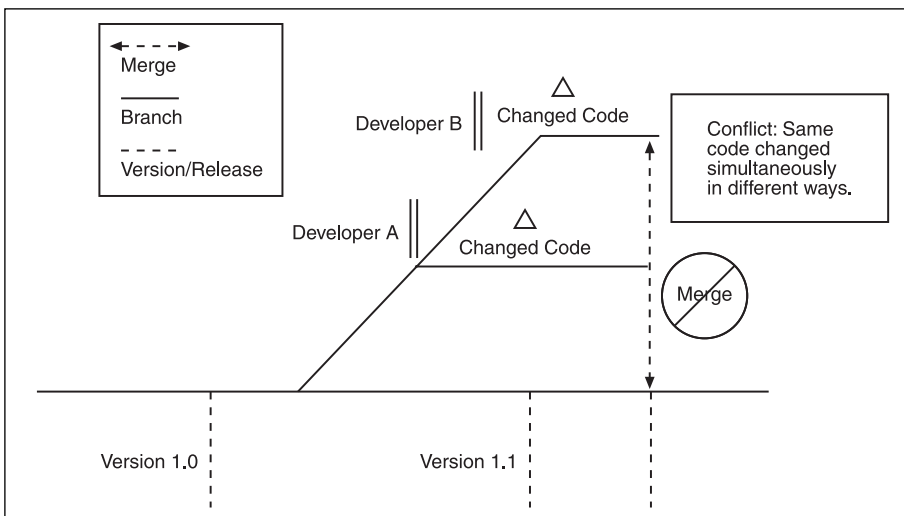 Merge
Branch
Version/Release
Developer B
Changed Code
Conflict: Same
code changed
simultaneously
in different ways.
Developer A
Changed Code
Merge
Version 1.0
Version 1.1